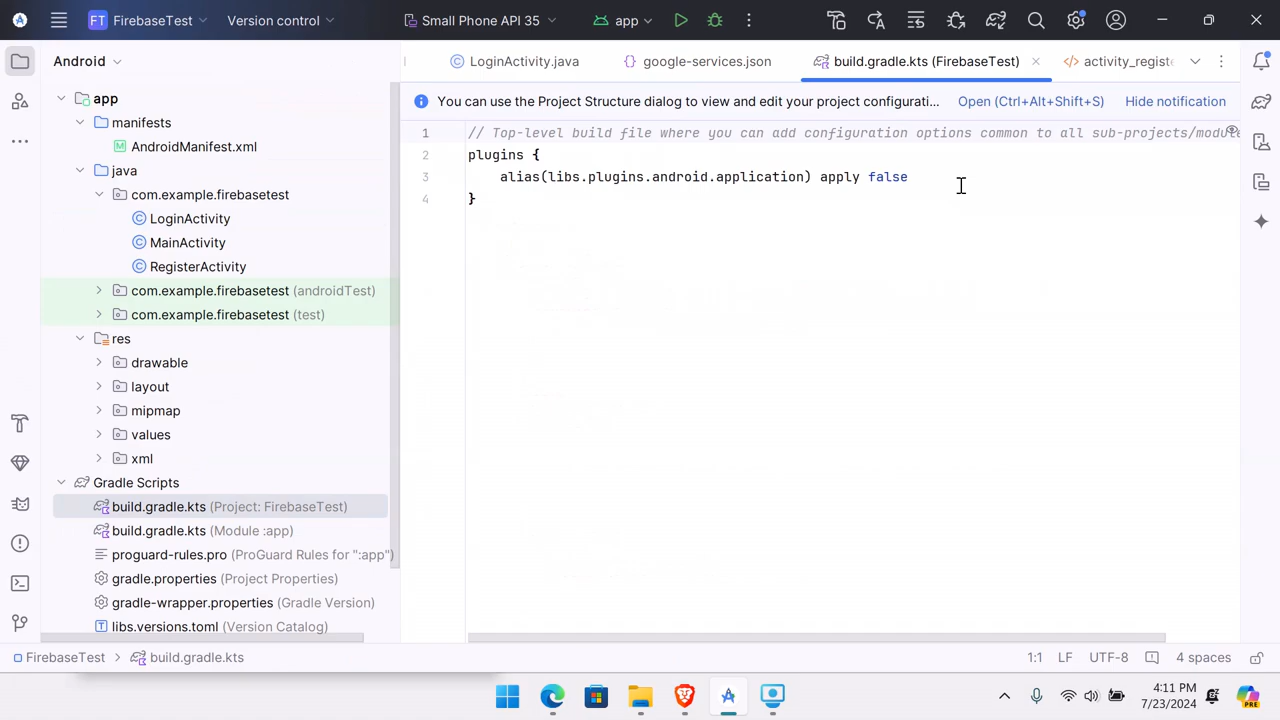 FT FirebaseTest Version control Small Phone API 35 app
Android
LoginActivity.java google-services.json build.gradle.kts (FirebaseTest) activity_registe
app
manifests
AndroidManifest.xml
java
com.example.firebasetest
LoginActivity
MainActivity
RegisterActivity
com.example.firebasetest (androidTest)
com.example.firebasetest (test)
res
drawable
layout
mipmap
values
xml
Gradle Scripts
build.gradle.kts (Project: FirebaseTest)
build.gradle.kts (Module :app)
proguard-rules.pro (ProGuard Rules for ":app")
gradle.properties (Project Properties)
gradle-wrapper.properties (Gradle Version)
libs.versions.toml (Version Catalog)
You can use the Project Structure dialog to view and edit your project configurati... Open (Ctrl+Alt+Shift+S) Hide notification
1 // Top-level build file where you can add configuration options common to all sub-projects/modu
2 plugins {
3 alias(libs.plugins.android.application) apply false
4 }
FirebaseTest > build.gradle.kts 1:1 LF UTF-8 4 spaces
4:11 PM
7/23/2024
PRE